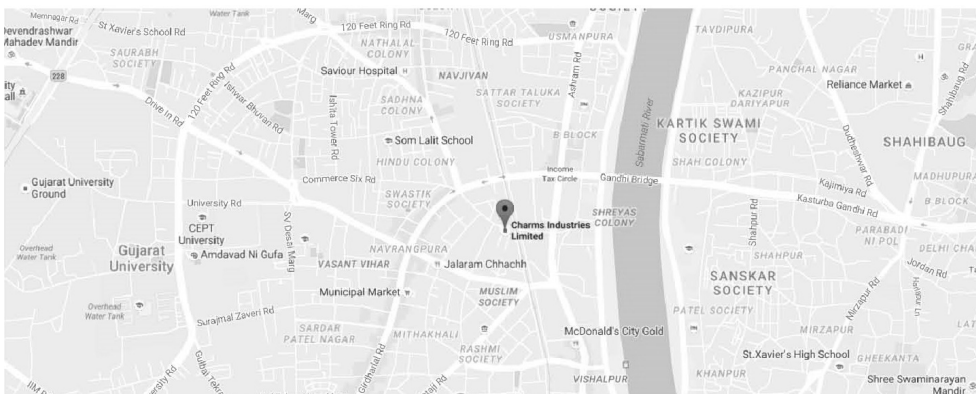 Memnagar Rd
St.Xavier's School Rd
Water Tank
Marg
120 Feet Ring Rd
120 Feet Ring Rd
USMANPURA
TAVDIPURA
Devendrashwar
Mahadev Mandir
SAURABH
SOCIETY
NATHALAL
COLONY
Saviour Hospital
NAVJIVAN
Ashram Rd
PANCHAL NAGAR
Reliance Market
Shahibaug Rd
228
Drive In Rd
120 Feet Ring Rd
Ishwar Bhuvan Rd
Ishita Tower Rd
SADHNA
COLONY
SATTAR TALUKA
SOCIETY
Sabarmati River
KAZIPUR
DARIYAPUR
KARTIK SWAMI
SOCIETY
Dudheshwar Rd
SHAHIBAUG
Som Lalit School
B BLOCK
HINDU COLONY
SHAH COLONY
Income
Tax Circle
Gandhi Bridge
MADHUPURA
Gujarat University
Ground
Commerce Six Rd
SWASTIK
SOCIETY
Kajimiya Rd
Kasturba Gandhi Rd
B.BLOCK
University Rd
CEPT
University
SV Desai Marg
Charms Industries
Limited
SHREYAS
COLONY
Shahpur Rd
PARABADI
NI POL
Gujarat
University
Amdavad Ni Gufa
NAVRANGPURA
SHAHPUR
DELHI CHA
Jordan Rd
Overhead
Water Tank
VASANT VIHAR
Jalaram Chhachh
SANSKAR
SOCIETY
Municipal Market
MUSLIM
SOCIETY
Mirzapur Rd
Overhead
Water Tank
Surajmal Zaveri Rd
PATEL SOCIETY
SARDAR
PATEL NAGAR
MITHAKHALI
McDonald's City Gold
MIRZAPUR
RASHMI
SOCIETY
St.Xavier's High School
GHEEKANTA
Girdharlal Rd
VISHALPUR
KHANPUR
Shree Swaminarayan
Mandir